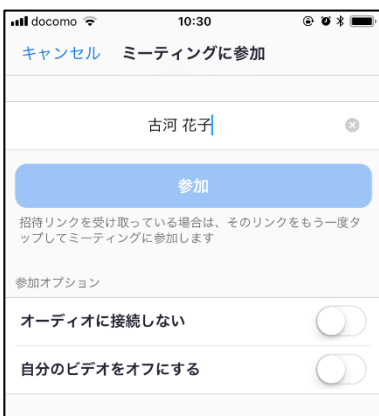 docomo 10:30
キャンセル ミーティングに参加
古河 花子
参加
招待リンクを受け取っている場合は、そのリンクをもう一度タ
ップしてミーティングに参加します
参加オプション
オーディオに接続しない
自分のビデオをオフにする